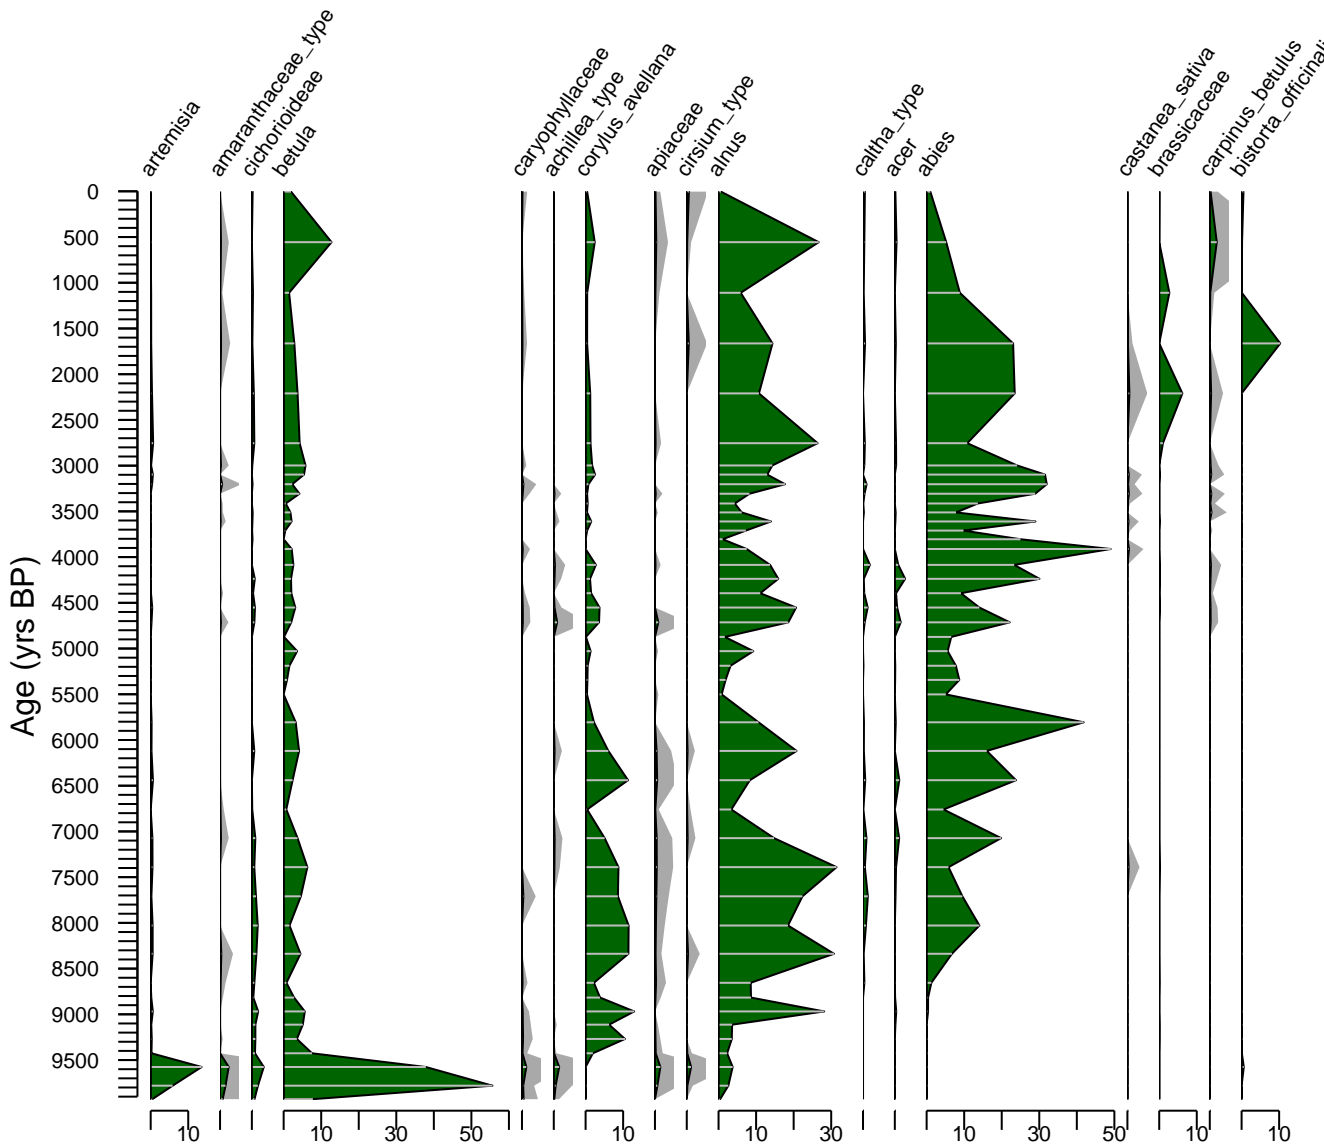 artemisia
amaranthaceae_type
cichorioideae
betula
caryophyllaceae
achillea_type
corylus_avellana
apiaceae
cirsium_type
alnus
caltha_type
acer
abies
castanea_sativa
brassicaceae
carpinus_betulus
bistorta_officinali
Age (yrs BP)
0
500
1000
1500
2000
2500
3000
3500
4000
4500
5000
5500
6000
6500
7000
7500
8000
8500
9000
9500
10 10 30 50 10 10 30 10 30 50 10 10